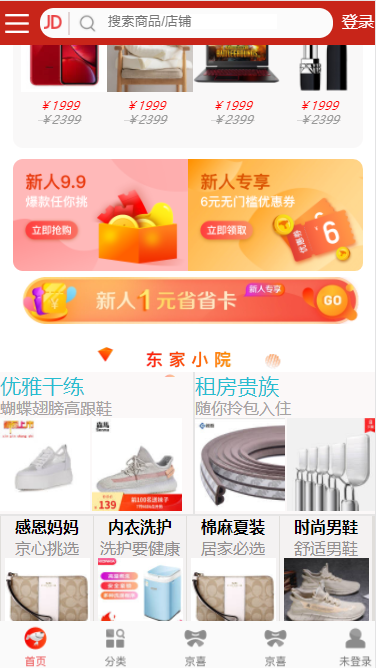 JD 搜索商品/店铺 登录
￥1999 ￥1999 ￥1999 ￥1999
￥2399 ￥2399 ￥2399 ￥2399
新人9.9 新人专享
爆款任你挑 6元无门槛优惠券
立即抢购 立即领取
6
新人1元省省卡 新人专享 GO
东家小院
优雅干练 租房贵族
蝴蝶翅膀高跟鞋 随你拎包入住
森马
139
感恩妈妈 内衣洗护 棉麻夏装 时尚男鞋
京心挑选 洗护要健康 居家必选 舒适男鞋
首页 分类 京喜 京喜 未登录